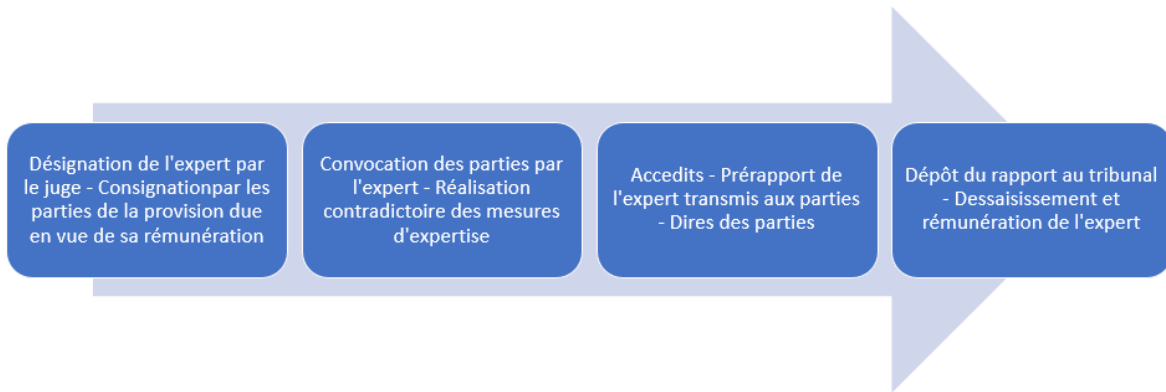 Désignation de l'expert par
le juge - Consignationpar les
parties de la provision due
en vue de sa rémunération
Convocation des parties par
l'expert - Réalisation
contradictoire des mesures
d'expertise
Accedits - Prérapport de
l'expert transmis aux parties
- Dires des parties
Dépôt du rapport au tribunal
- Dessaisissement et
rémunération de l'expert